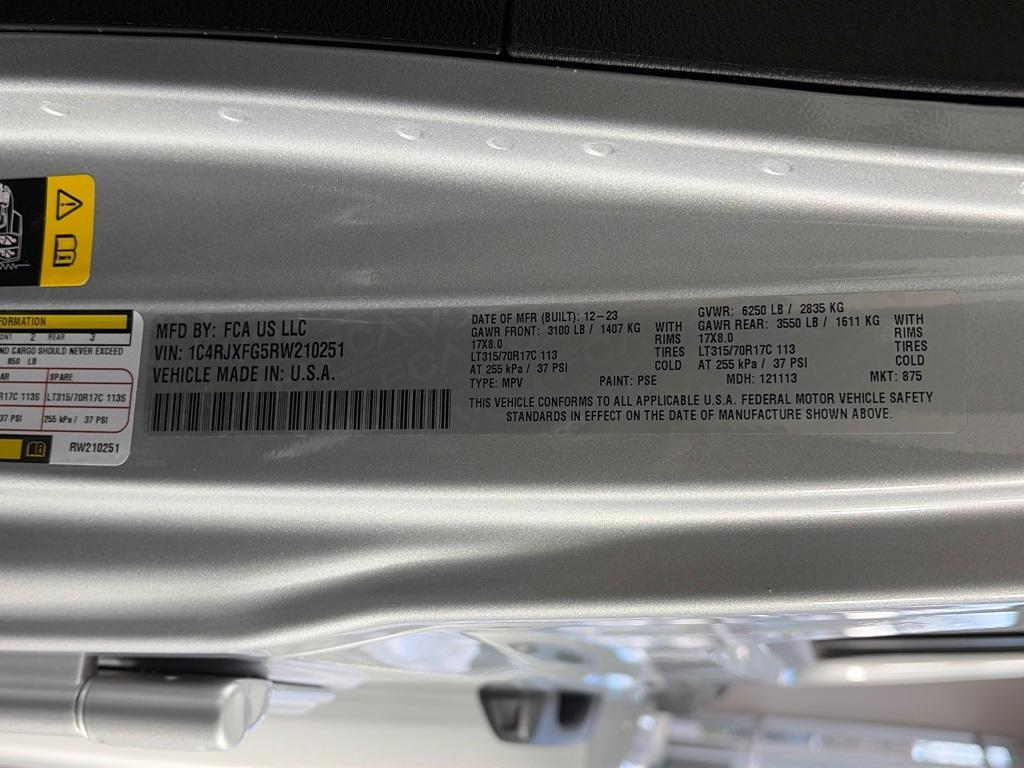 FORMATION
ONT 2 REAR 3
ND CARGO SHOULD NEVER EXCEED
850 LB
AR SPARE
R17C 113S LT315/70R17C 113S
37 PSI 255 kPa / 37 PSI
RW210251
MFD BY: FCA US LLC
VIN: 1C4RJXFG5RW210251
VEHICLE MADE IN: U.S.A.
DATE OF MFR (BUILT): 12-23
GAWR FRONT: 3100 LB / 1407 KG WITH
17X8.0 RIMS
LT315/70R17C 113 TIRES
AT 255 kPa / 37 PSI COLD
TYPE: MPV PAINT: PSE
GVWR: 6250 LB / 2835 KG
GAWR REAR: 3550 LB / 1611 KG WITH
17X8.0 RIMS
LT315/70R17C 113 TIRES
AT 255 kPa / 37 PSI COLD
MDH: 121113 MKT: 875
THIS VEHICLE CONFORMS TO ALL APPLICABLE U.S.A. FEDERAL MOTOR VEHICLE SAFETY
STANDARDS IN EFFECT ON THE DATE OF MANUFACTURE SHOWN ABOVE.